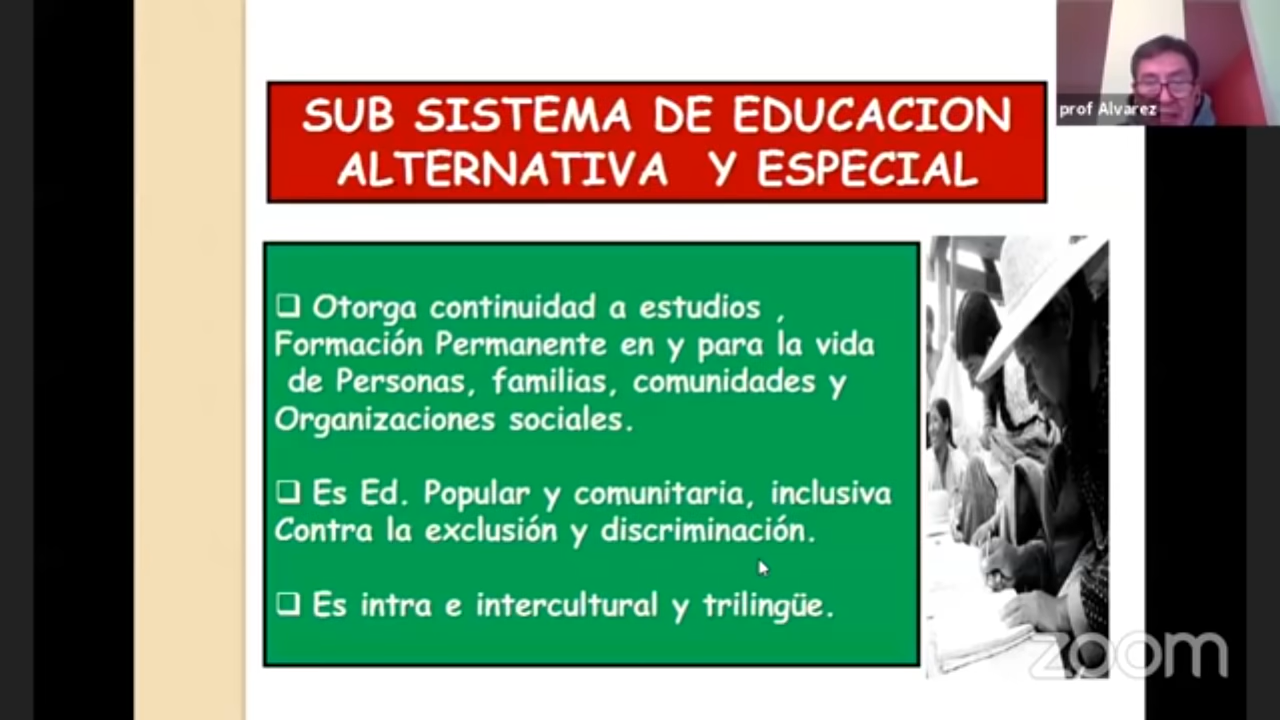 SUB SISTEMA DE EDUCACION
ALTERNATIVA Y ESPECIAL
prof Alvarez
❑ Otorga continuidad a estudios ,
Formación Permanente en y para la vida
de Personas, familias, comunidades y
Organizaciones sociales.
❑ Es Ed. Popular y comunitaria, inclusiva
Contra la exclusión y discriminación.
❑ Es intra e intercultural y trilingüe.
zoom